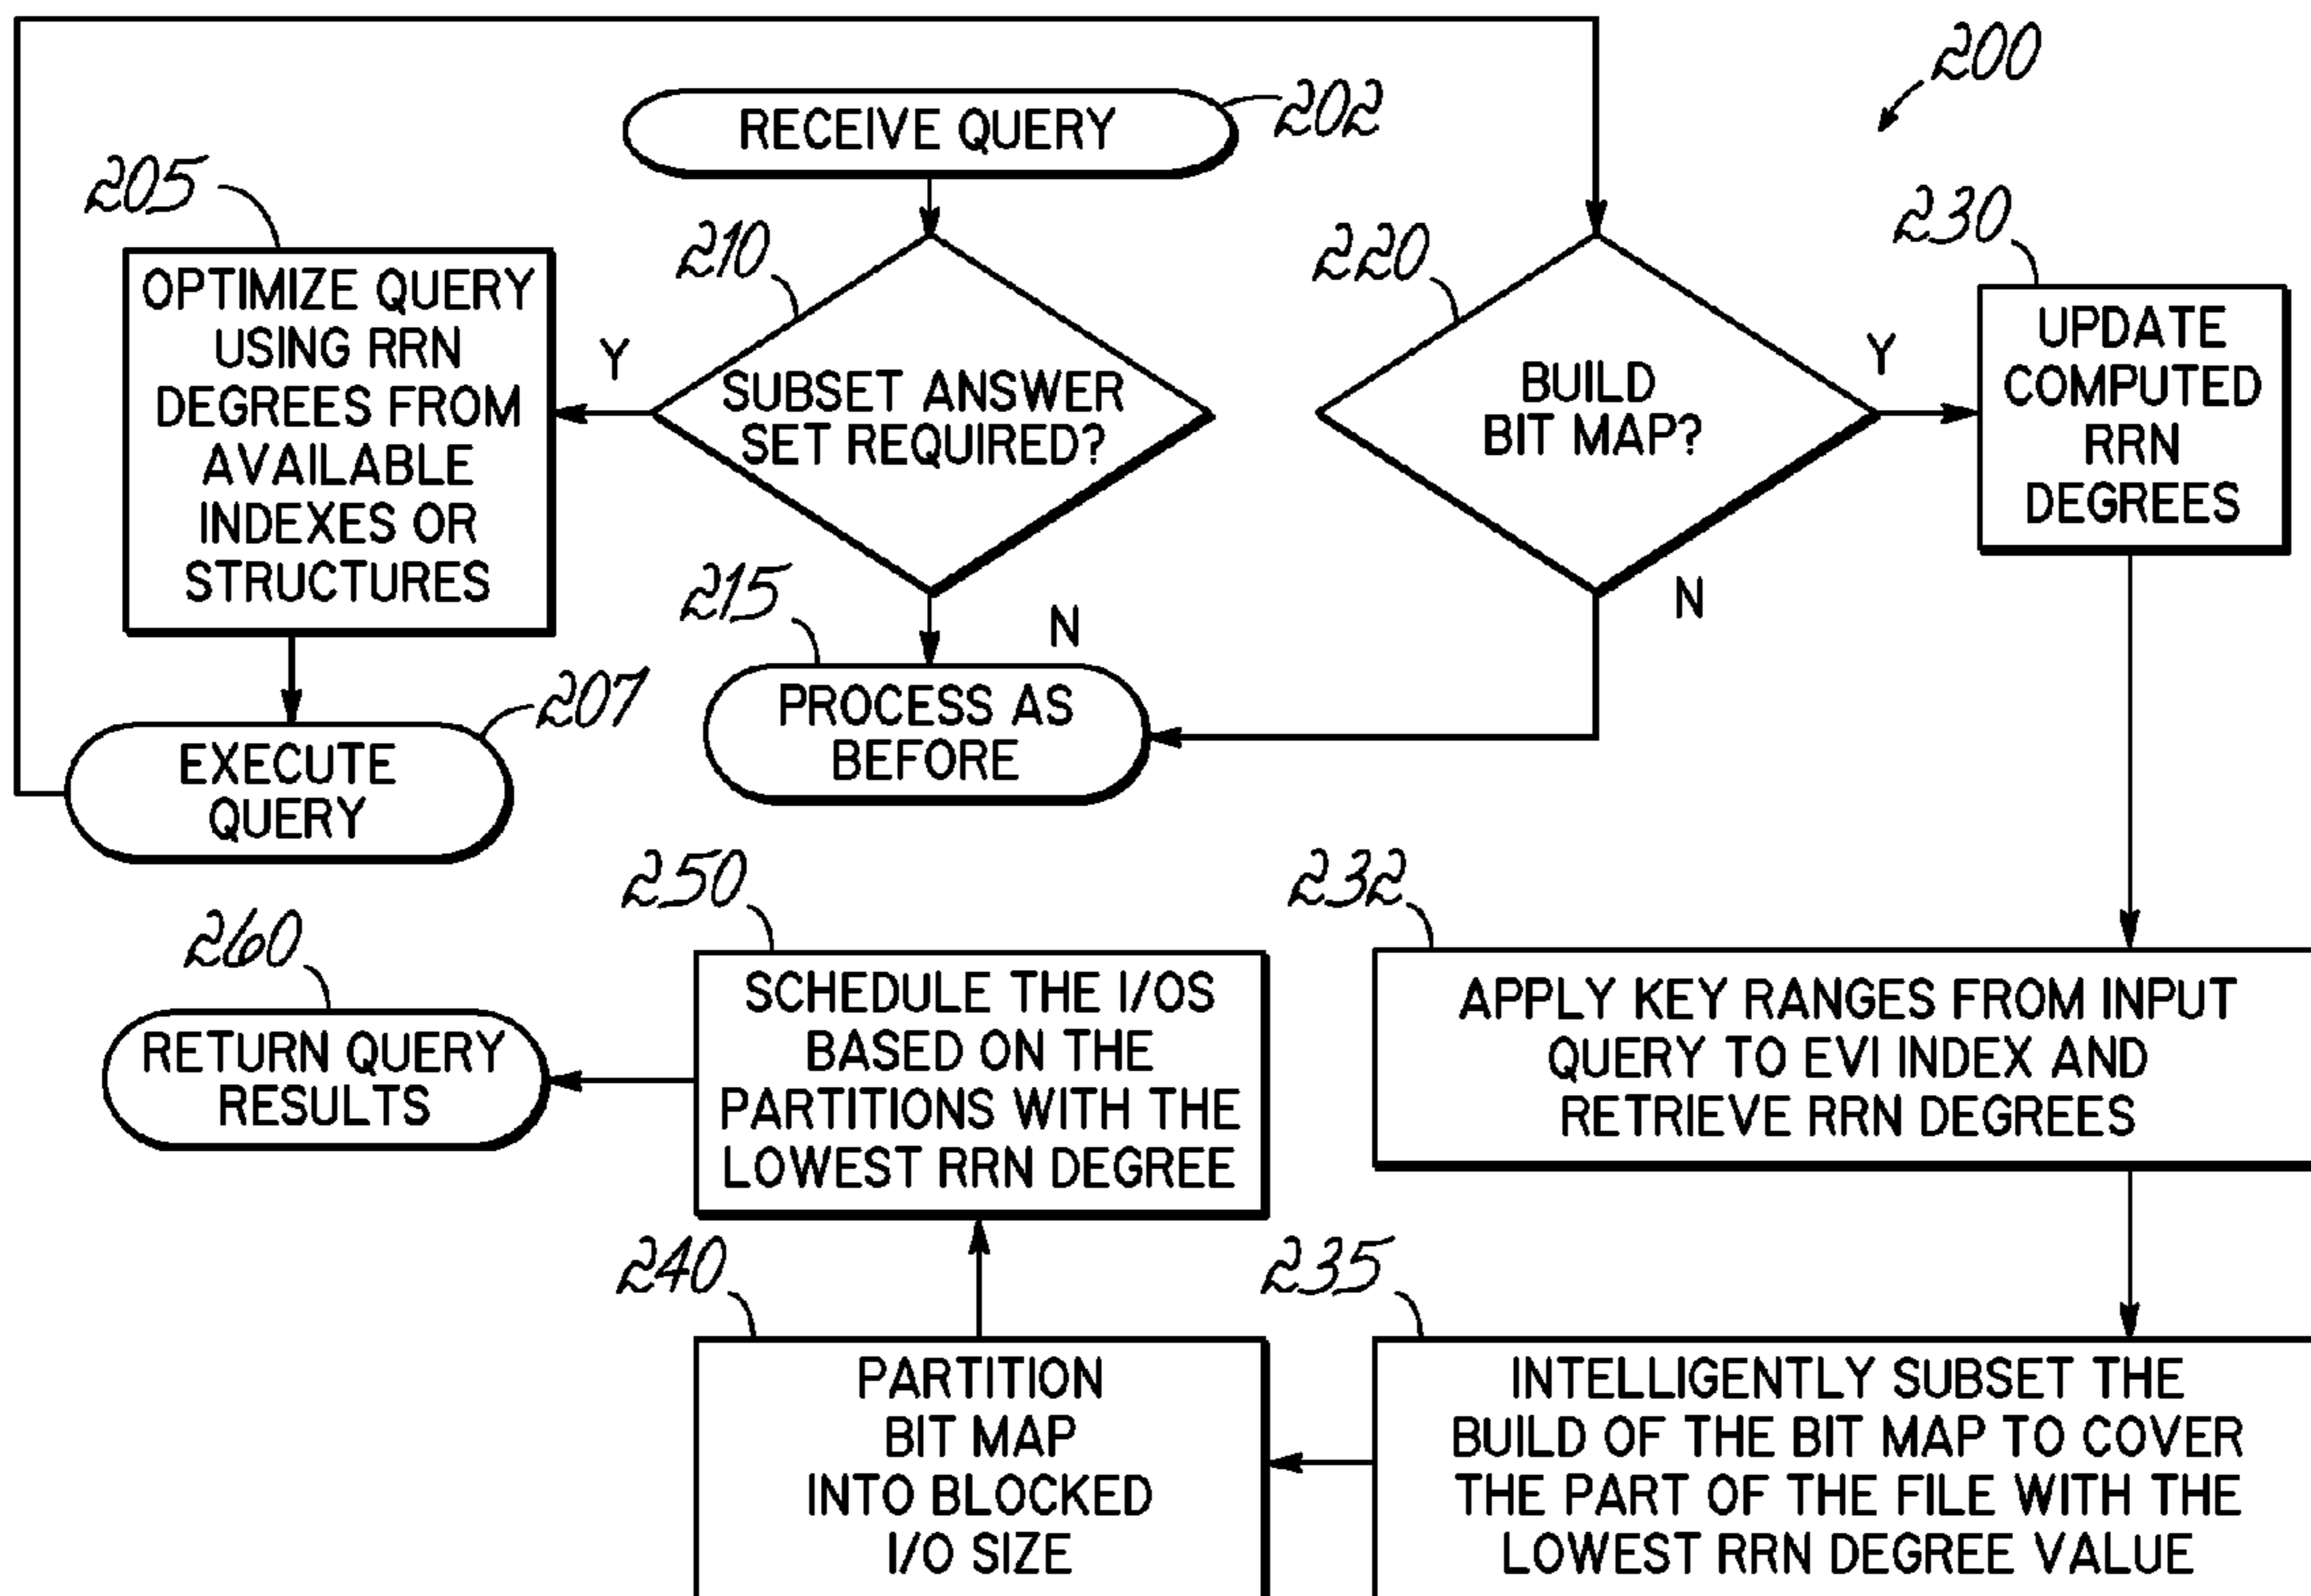 200
RECEIVE QUERY
202
205
OPTIMIZE QUERY
USING RRN
DEGREES FROM
AVAILABLE
INDEXES OR
STRUCTURES
Y
210
SUBSET ANSWER
SET REQUIRED?
N
220
BUILD
BIT MAP?
Y
N
230
UPDATE
COMPUTED
RRN
DEGREES
215
PROCESS AS
BEFORE
207
EXECUTE
QUERY
232
APPLY KEY RANGES FROM INPUT
QUERY TO EVI INDEX AND
RETRIEVE RRN DEGREES
235
INTELLIGENTLY SUBSET THE
BUILD OF THE BIT MAP TO COVER
THE PART OF THE FILE WITH THE
LOWEST RRN DEGREE VALUE
240
PARTITION
BIT MAP
INTO BLOCKED
I/O SIZE
250
SCHEDULE THE I/OS
BASED ON THE
PARTITIONS WITH THE
LOWEST RRN DEGREE
260
RETURN QUERY
RESULTS